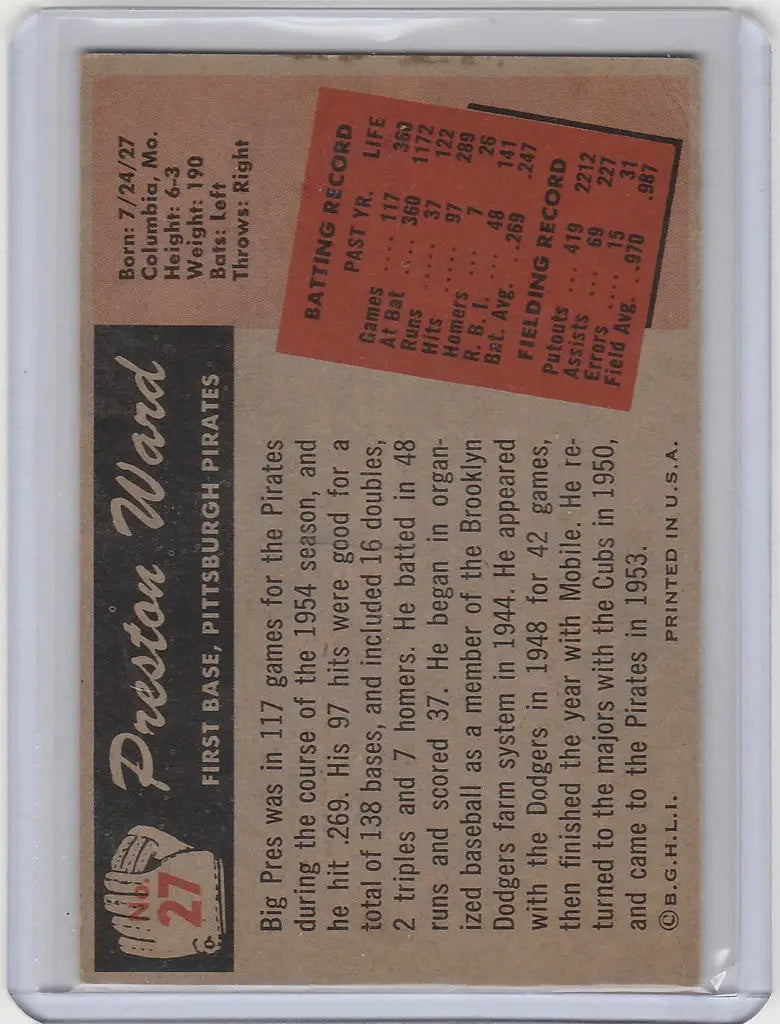 No.
27
Preston Ward
FIRST BASE, PITTSBURGH PIRATES
Born: 7/24/27
Columbia, Mo.
Height: 6-3
Weight: 190
Bats: Left
Throws: Right
BATTING RECORD
PAST YR. LIFE
Games .... 117 360
At Bat .... 360 1172
Runs ..... 37 122
Hits ..... 97 289
Homers .... 7 26
R. B. I. ... 48 141
Bat. Avg. . .269 .247
FIELDING RECORD
Putouts ... 419 2212
Assists ... 69 227
Errors .... 15 31
Field Avg. . .970 .987
Big Pres was in 117 games for the Pirates
during the course of the 1954 season, and
he hit .269. His 97 hits were good for a
total of 138 bases, and included 16 doubles,
2 triples and 7 homers. He batted in 48
runs and scored 37. He began in organ-
ized baseball as a member of the Brooklyn
Dodgers farm system in 1944. He appeared
with the Dodgers in 1948 for 42 games,
then finished the year with Mobile. He re-
turned to the majors with the Cubs in 1950,
and came to the Pirates in 1953.
©B.G.H.L.I. PRINTED IN U.S.A.